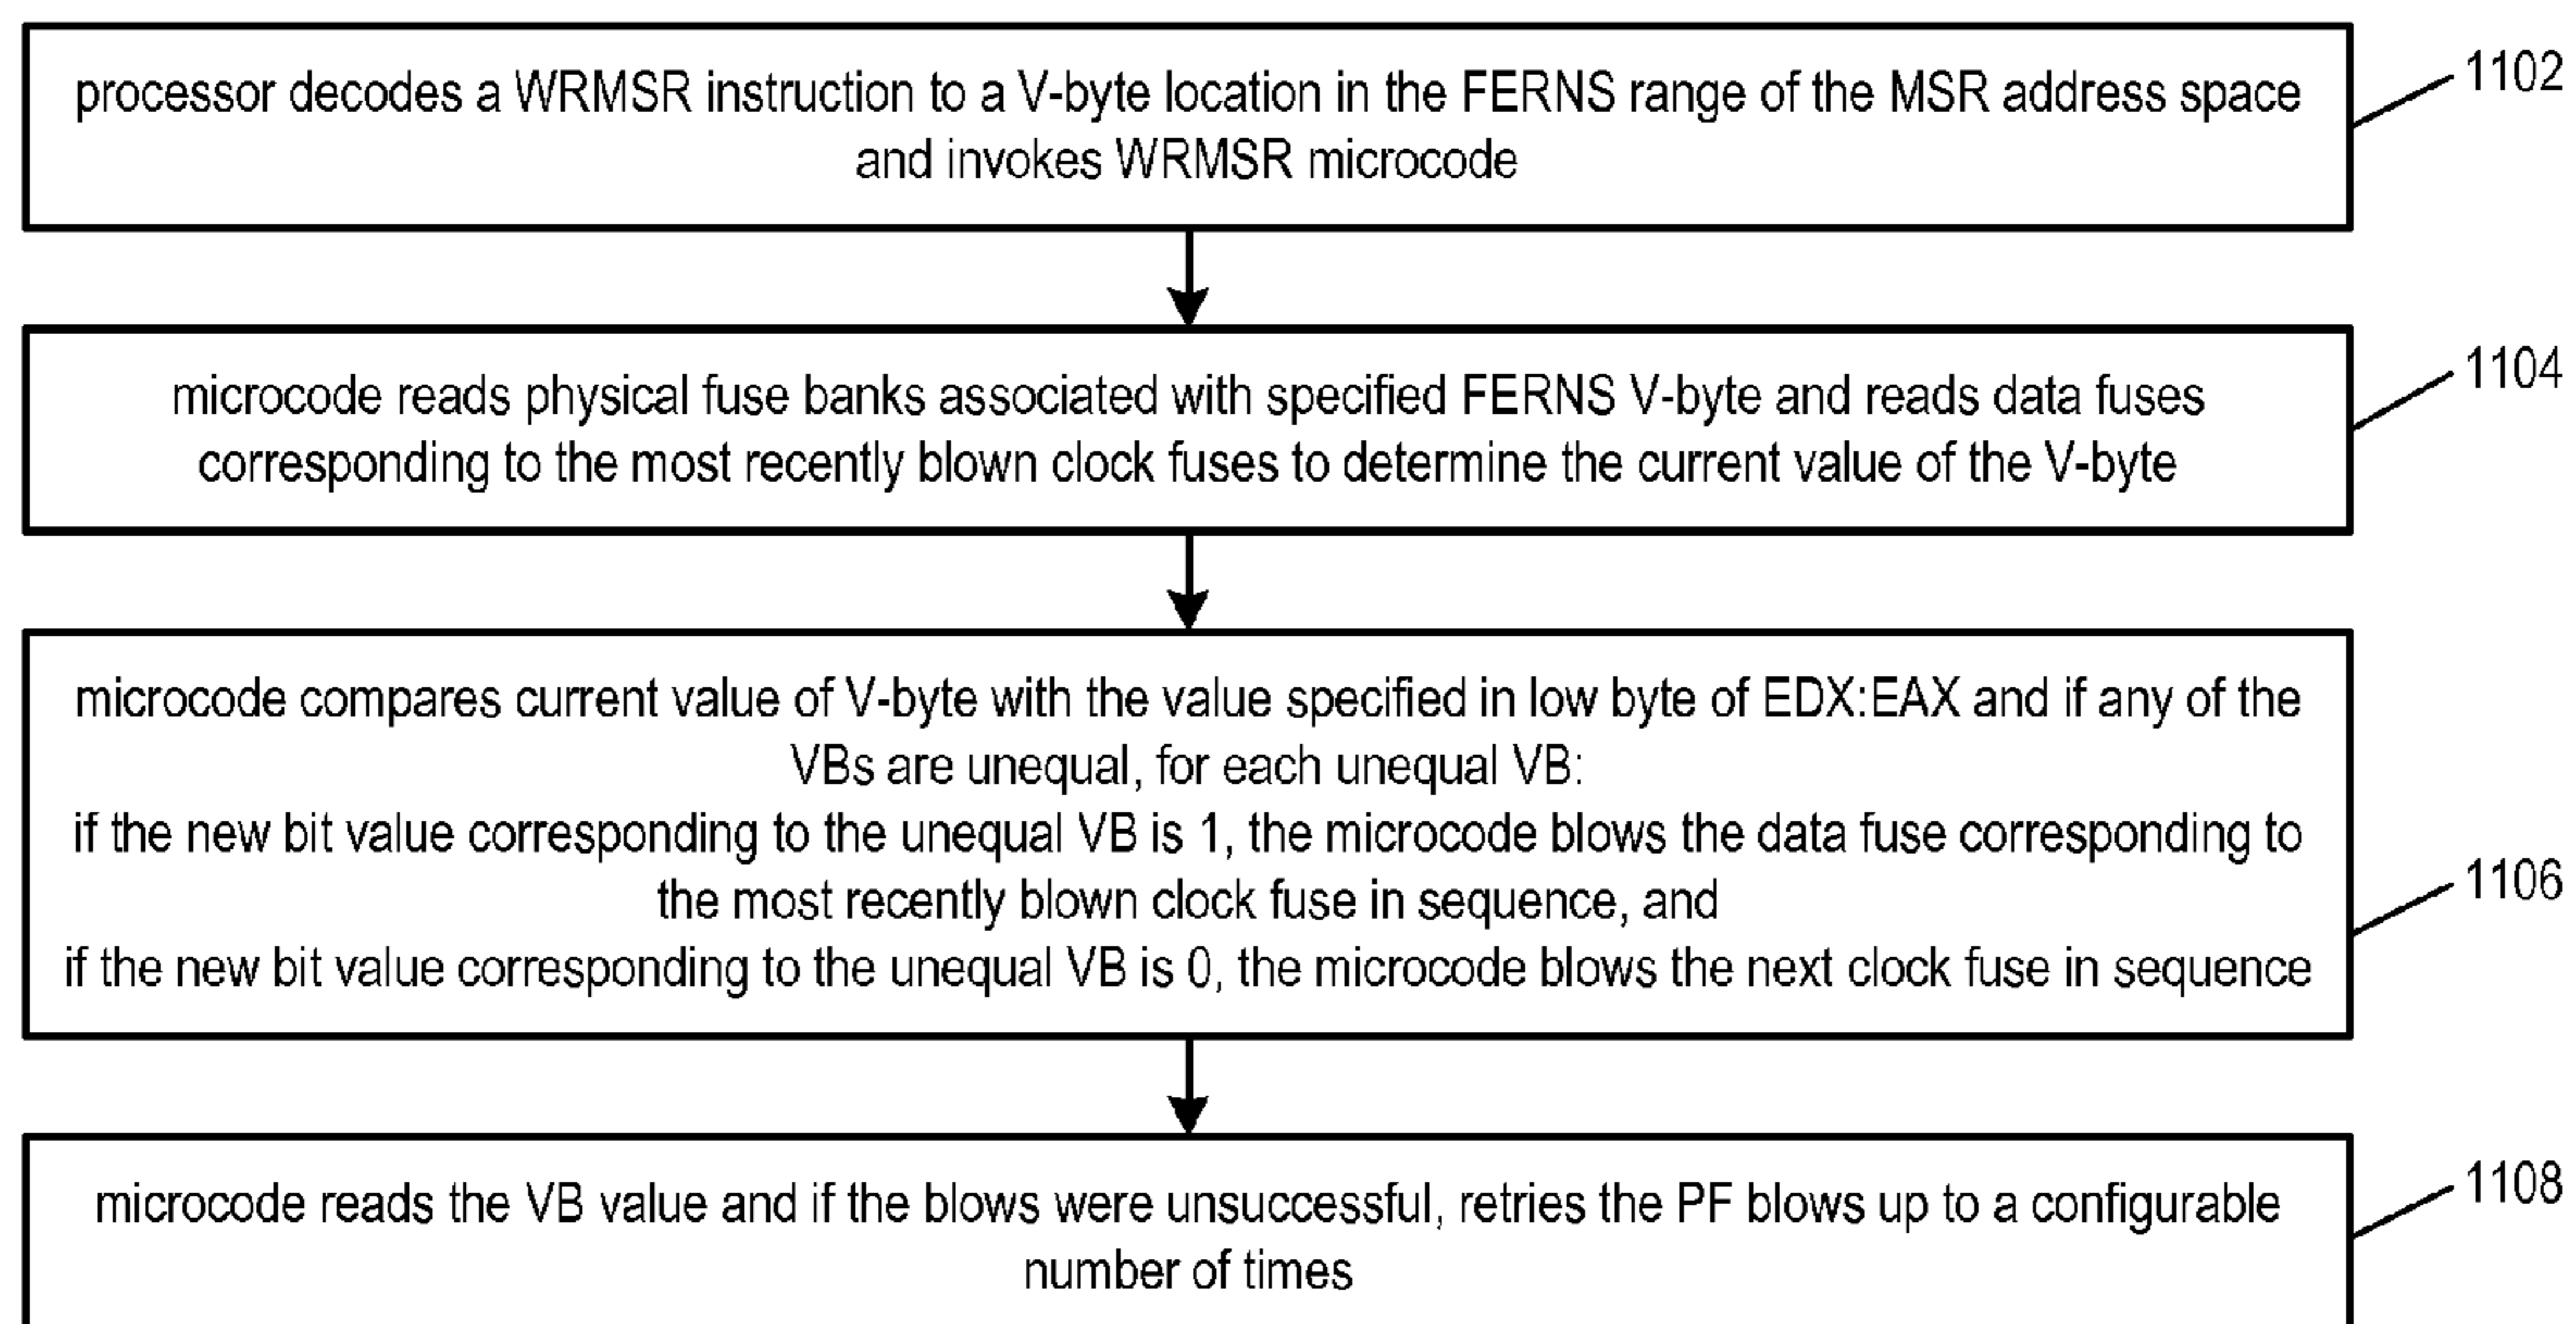 processor decodes a WRMSR instruction to a V-byte location in the FERNS range of the MSR address space
and invokes WRMSR microcode
1102
microcode reads physical fuse banks associated with specified FERNS V-byte and reads data fuses
corresponding to the most recently blown clock fuses to determine the current value of the V-byte
1104
microcode compares current value of V-byte with the value specified in low byte of EDX:EAX and if any of the
VBs are unequal, for each unequal VB:
if the new bit value corresponding to the unequal VB is 1, the microcode blows the data fuse corresponding to
the most recently blown clock fuse in sequence, and
if the new bit value corresponding to the unequal VB is 0, the microcode blows the next clock fuse in sequence
1106
microcode reads the VB value and if the blows were unsuccessful, retries the PF blows up to a configurable
number of times
1108